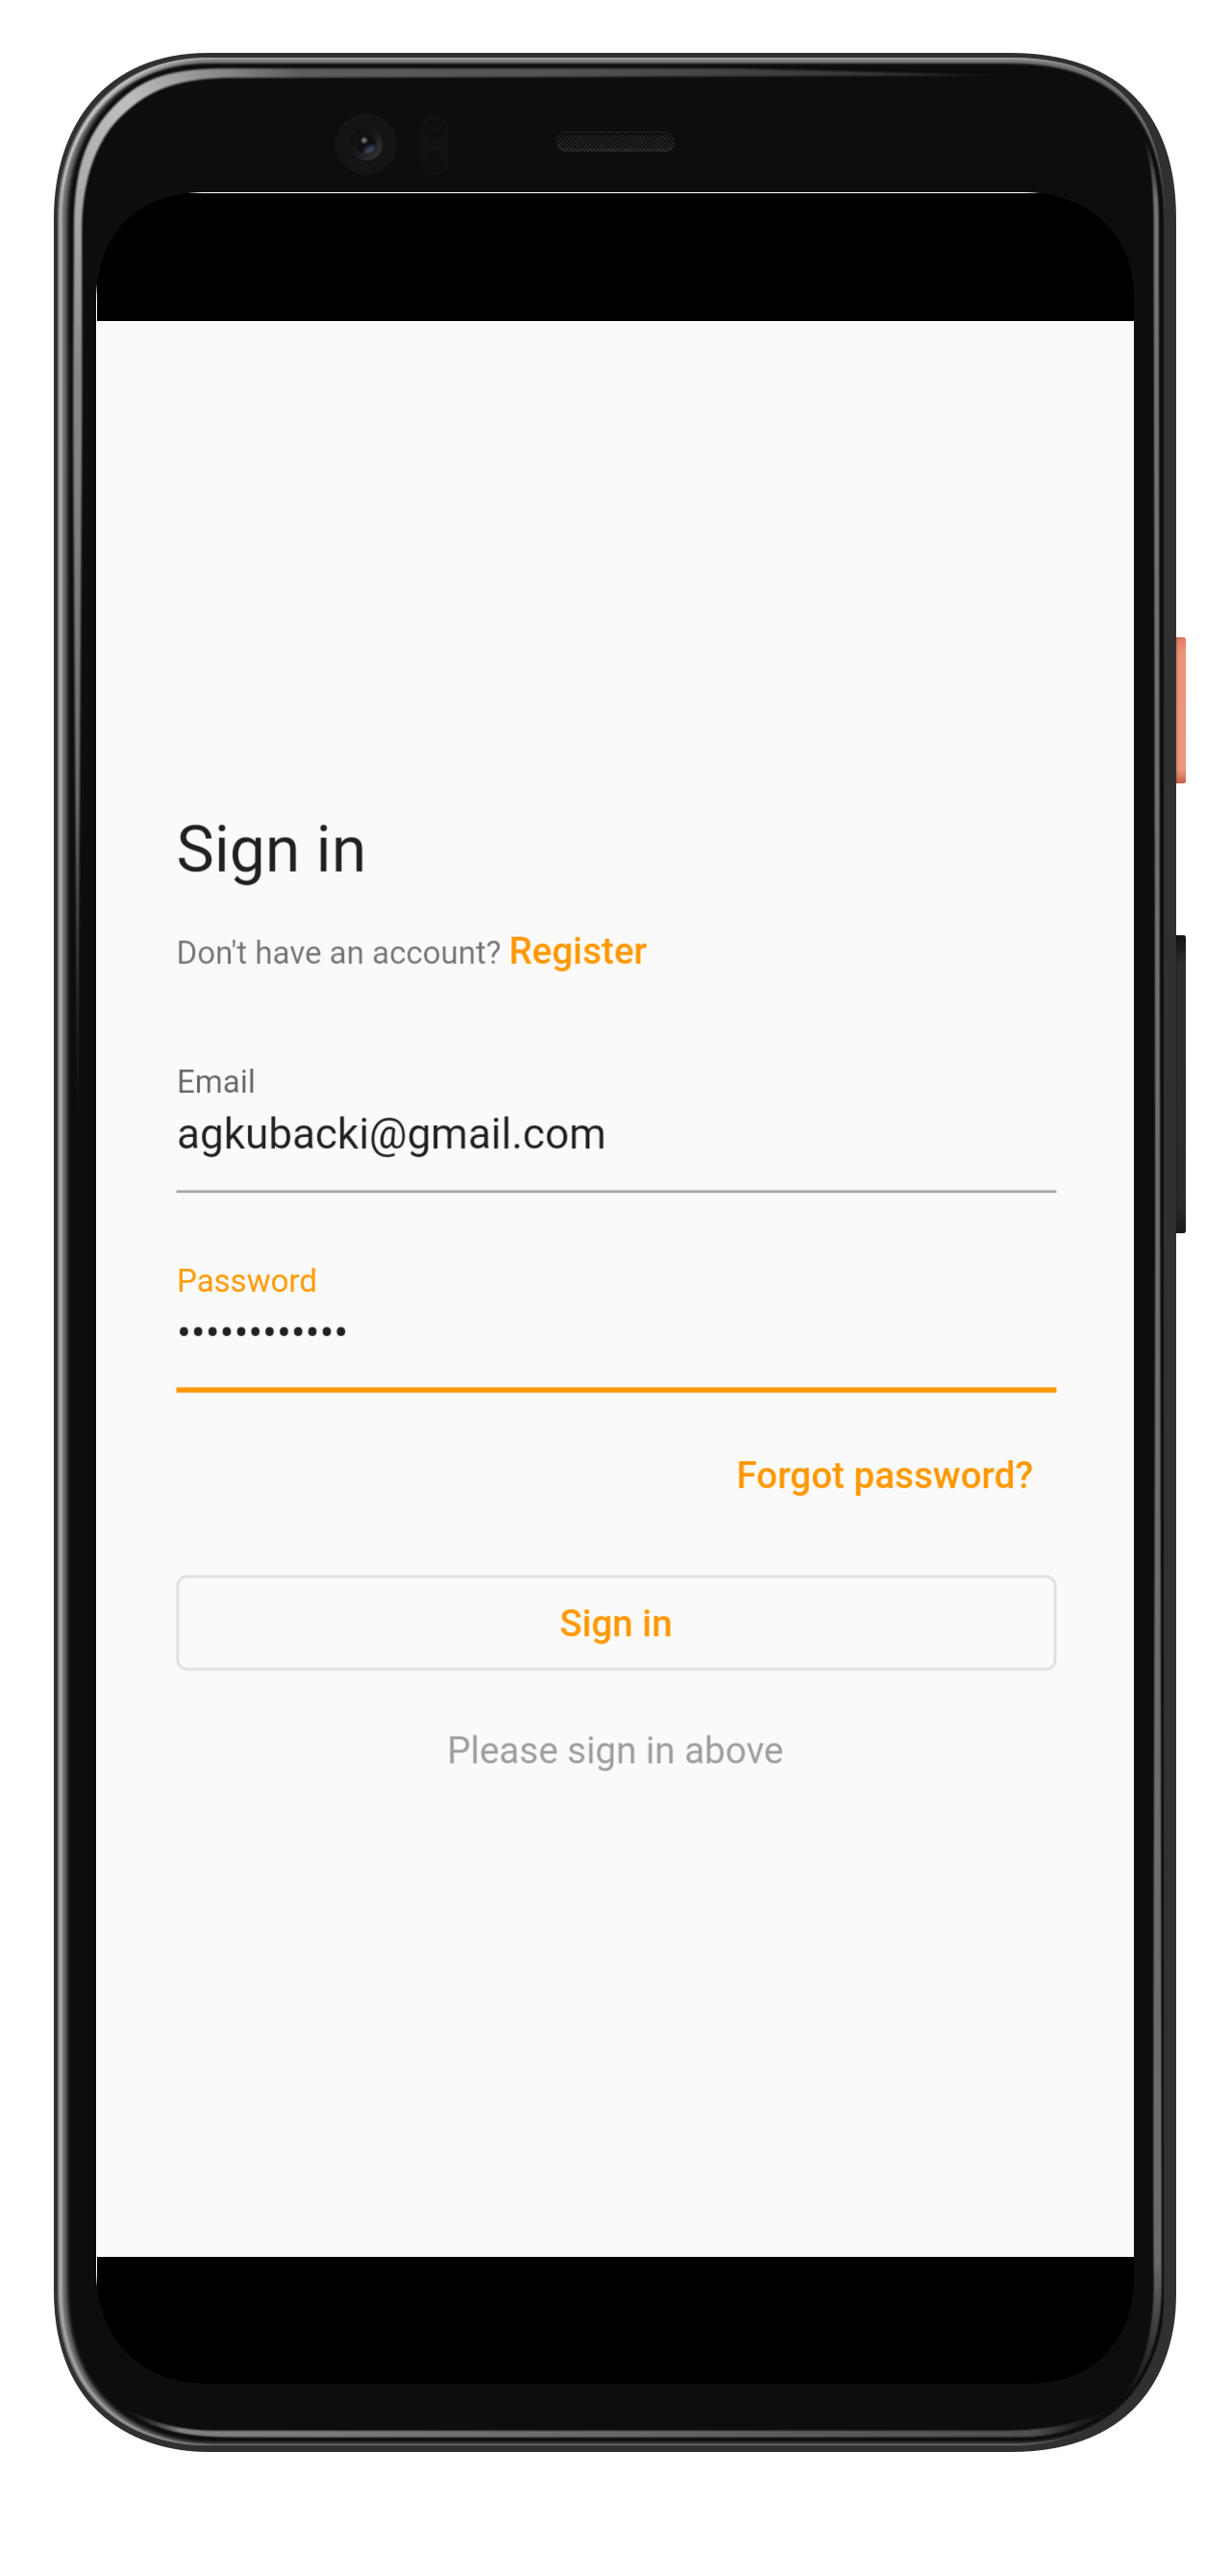 Sign in
Don't have an account? Register
Email
agkubacki@gmail.com
Password
••••••••••••
Forgot password?
Sign in
Please sign in above